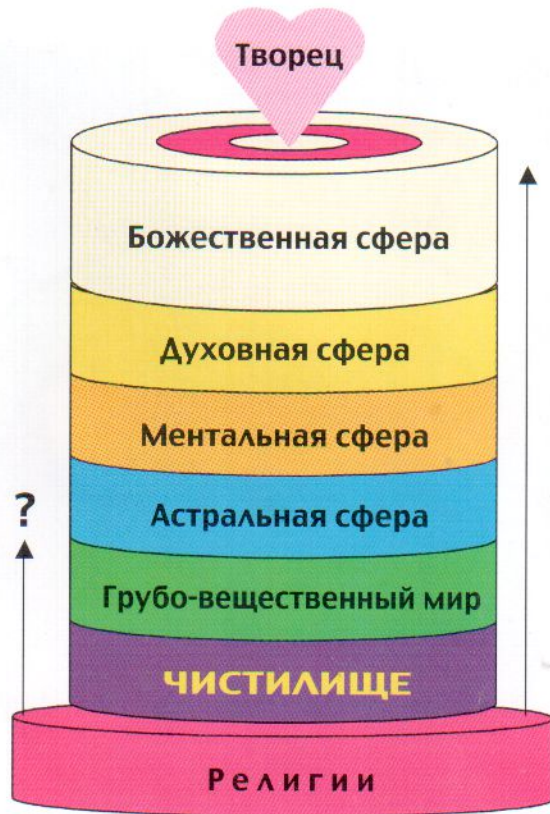 Творец
Божественная сфера
Духовная сфера
Ментальная сфера
?
Астральная сфера
Грубо-вещественный мир
ЧИСТИЛИЩЕ
Религии